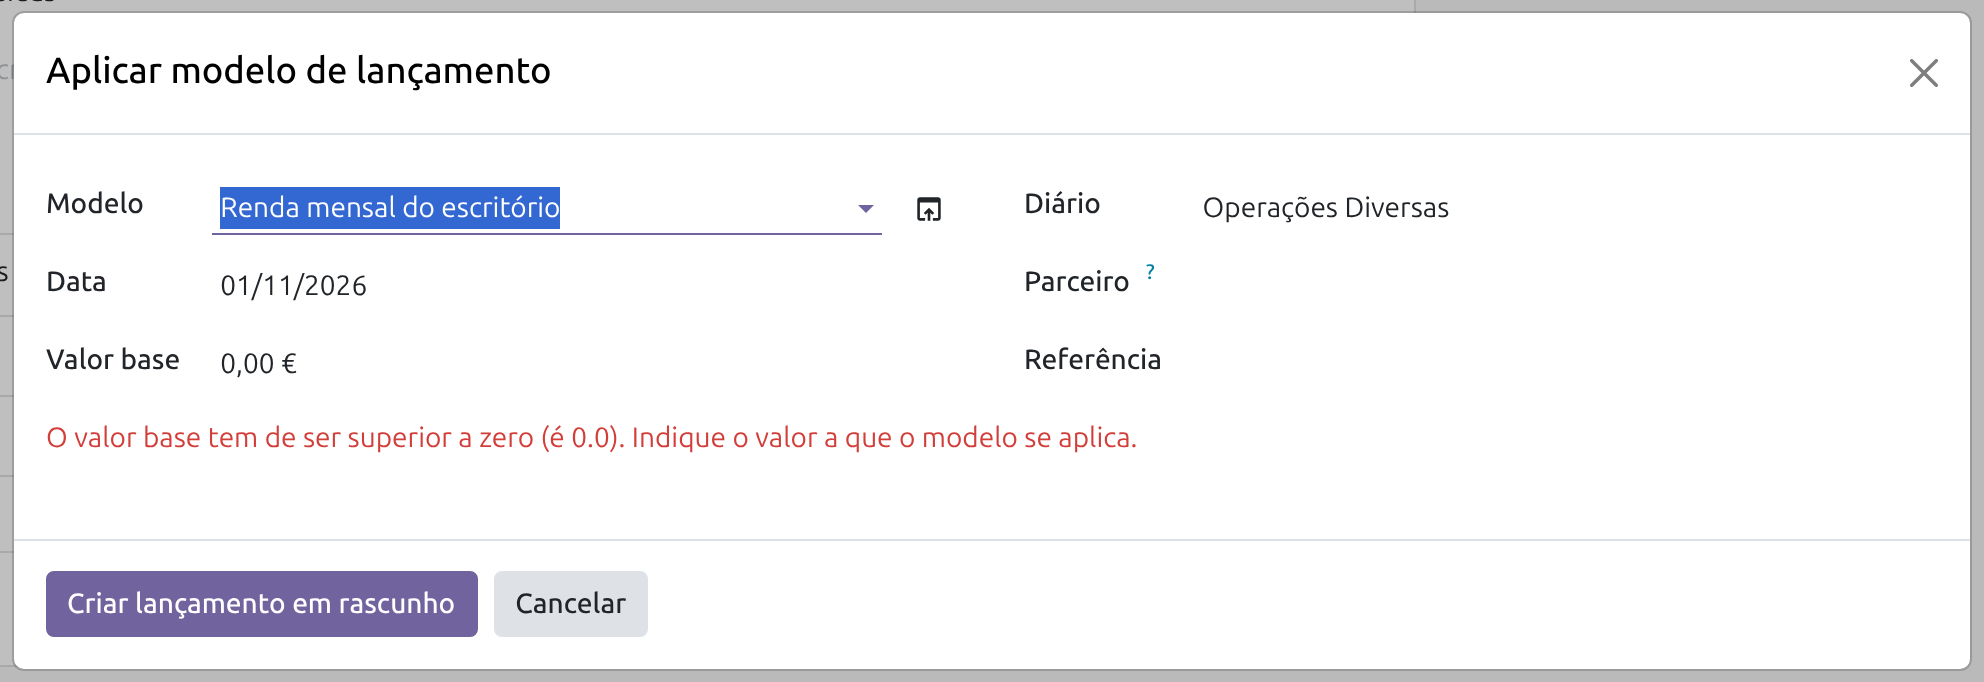 Aplicar modelo de lançamento
Modelo
Renda mensal do escritório
Diário
Operações Diversas
Data
01/11/2026
Parceiro ?
Valor base
0,00 €
Referência
O valor base tem de ser superior a zero (é 0.0). Indique o valor a que o modelo se aplica.
Criar lançamento em rascunho
Cancelar